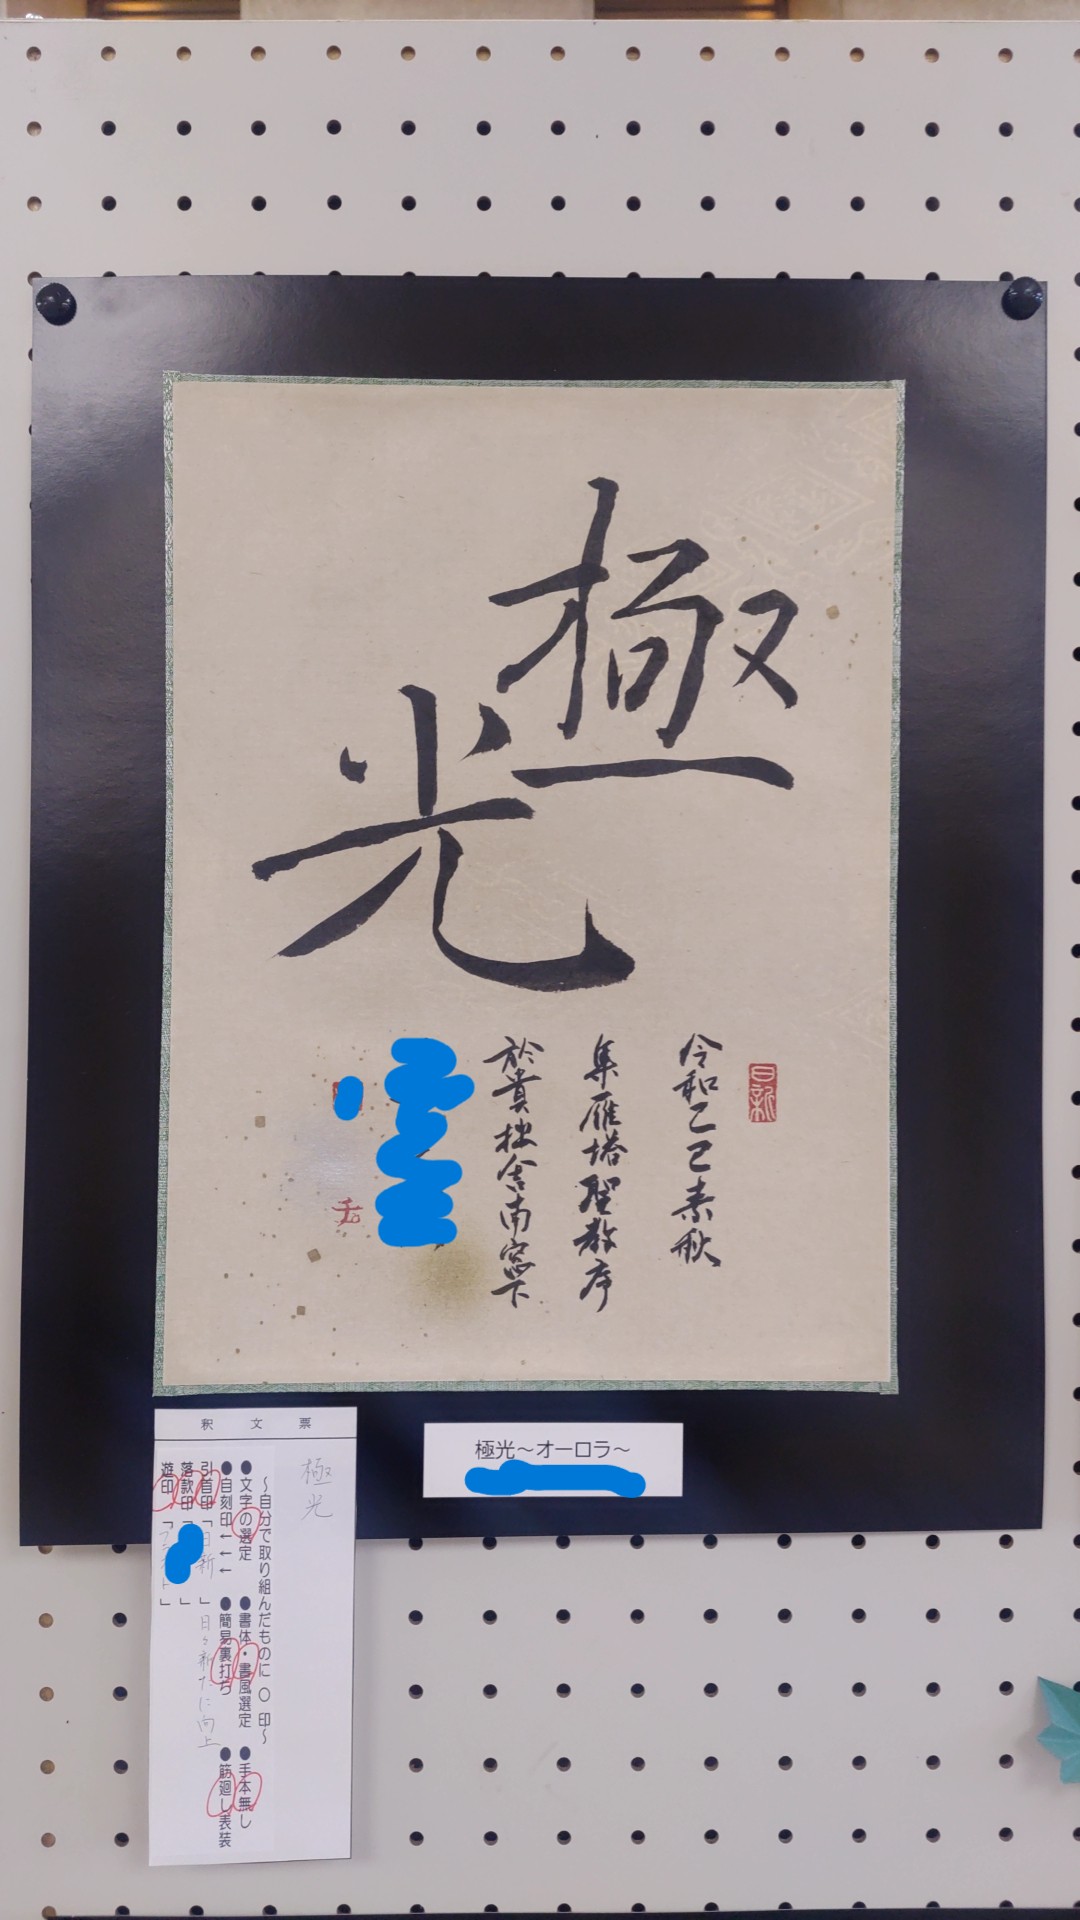 極光
日新
令和乙巳素秋
集雁塔聖教序
於貴拙舎南窓下
極光～オーロラ～
釈文票
極光
～自分で取り組んだものに 〇 印～
●文字の選定 ●書体・書風選定 ●手本無し
●自刻印←←← ●簡易裏打ち ●筋廻し表装
引首印「日新」日々新たに向上
落款印「 」
遊印「 」